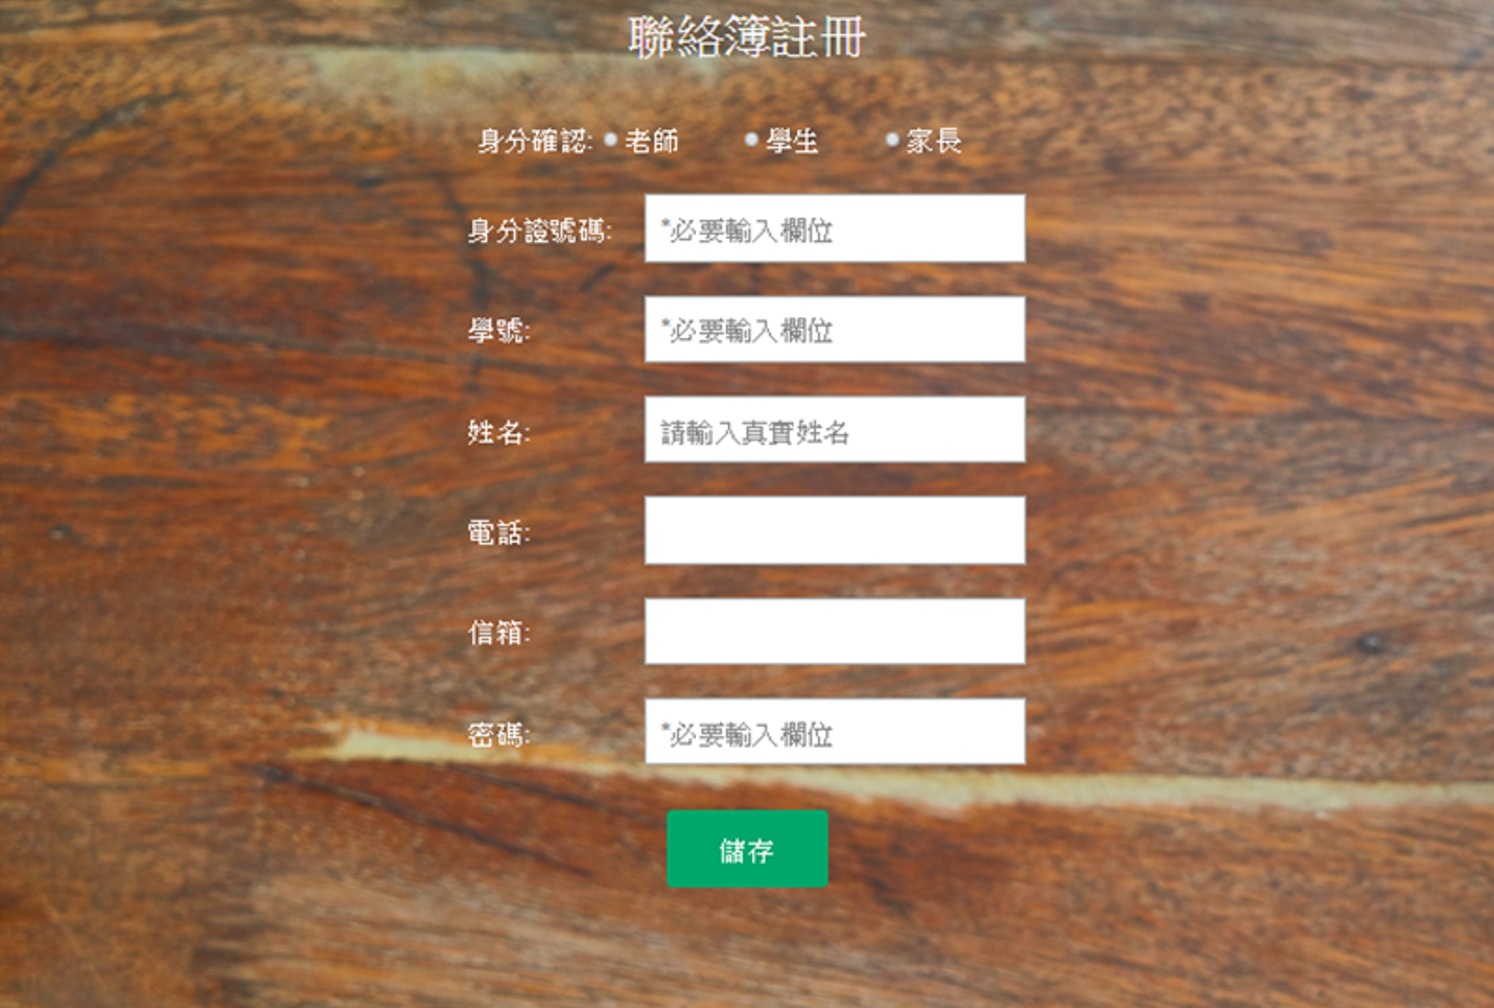 聯絡簿註冊
身分確認: 老師 學生 家長
身分證號碼: *必要輸入欄位
學號: *必要輸入欄位
姓名: 請輸入真實姓名
電話:
信箱:
密碼: *必要輸入欄位
儲存